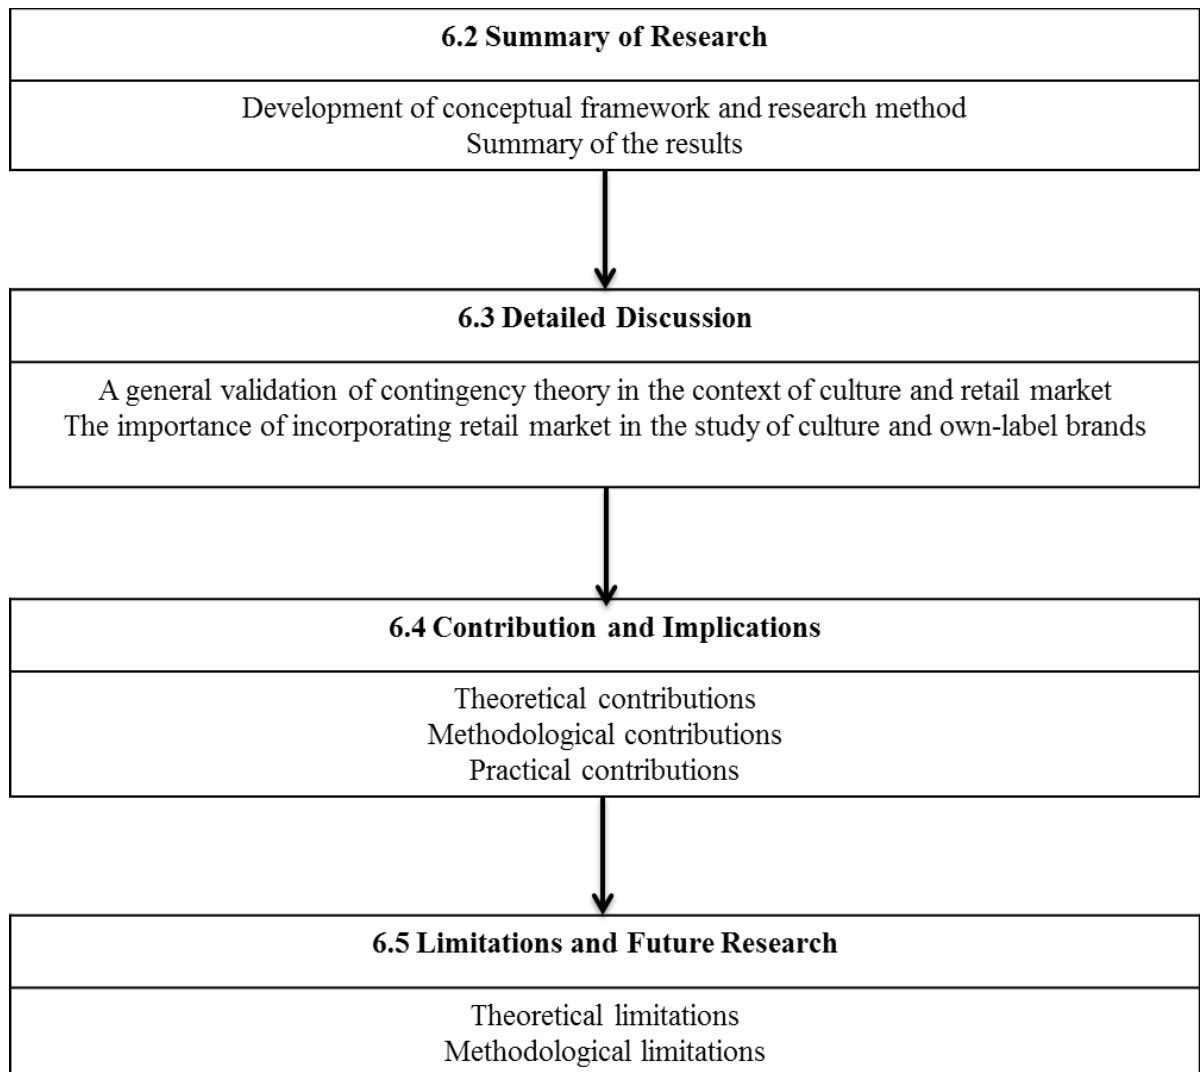 6.2 Summary of Research
Development of conceptual framework and research method
Summary of the results
6.3 Detailed Discussion
A general validation of contingency theory in the context of culture and retail market
The importance of incorporating retail market in the study of culture and own-label brands
6.4 Contribution and Implications
Theoretical contributions
Methodological contributions
Practical contributions
6.5 Limitations and Future Research
Theoretical limitations
Methodological limitations